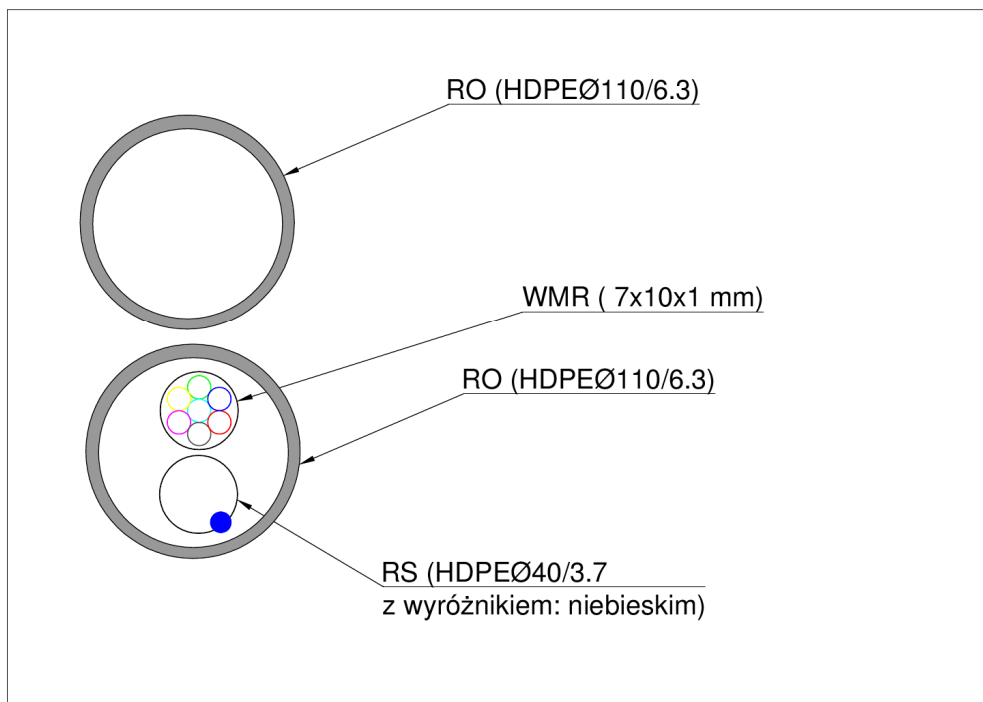 RO (HDPEØ110/6.3)
WMR ( 7x10x1 mm)
RO (HDPEØ110/6.3)
RS (HDPEØ40/3.7
z wyróżnikiem: niebieskim)